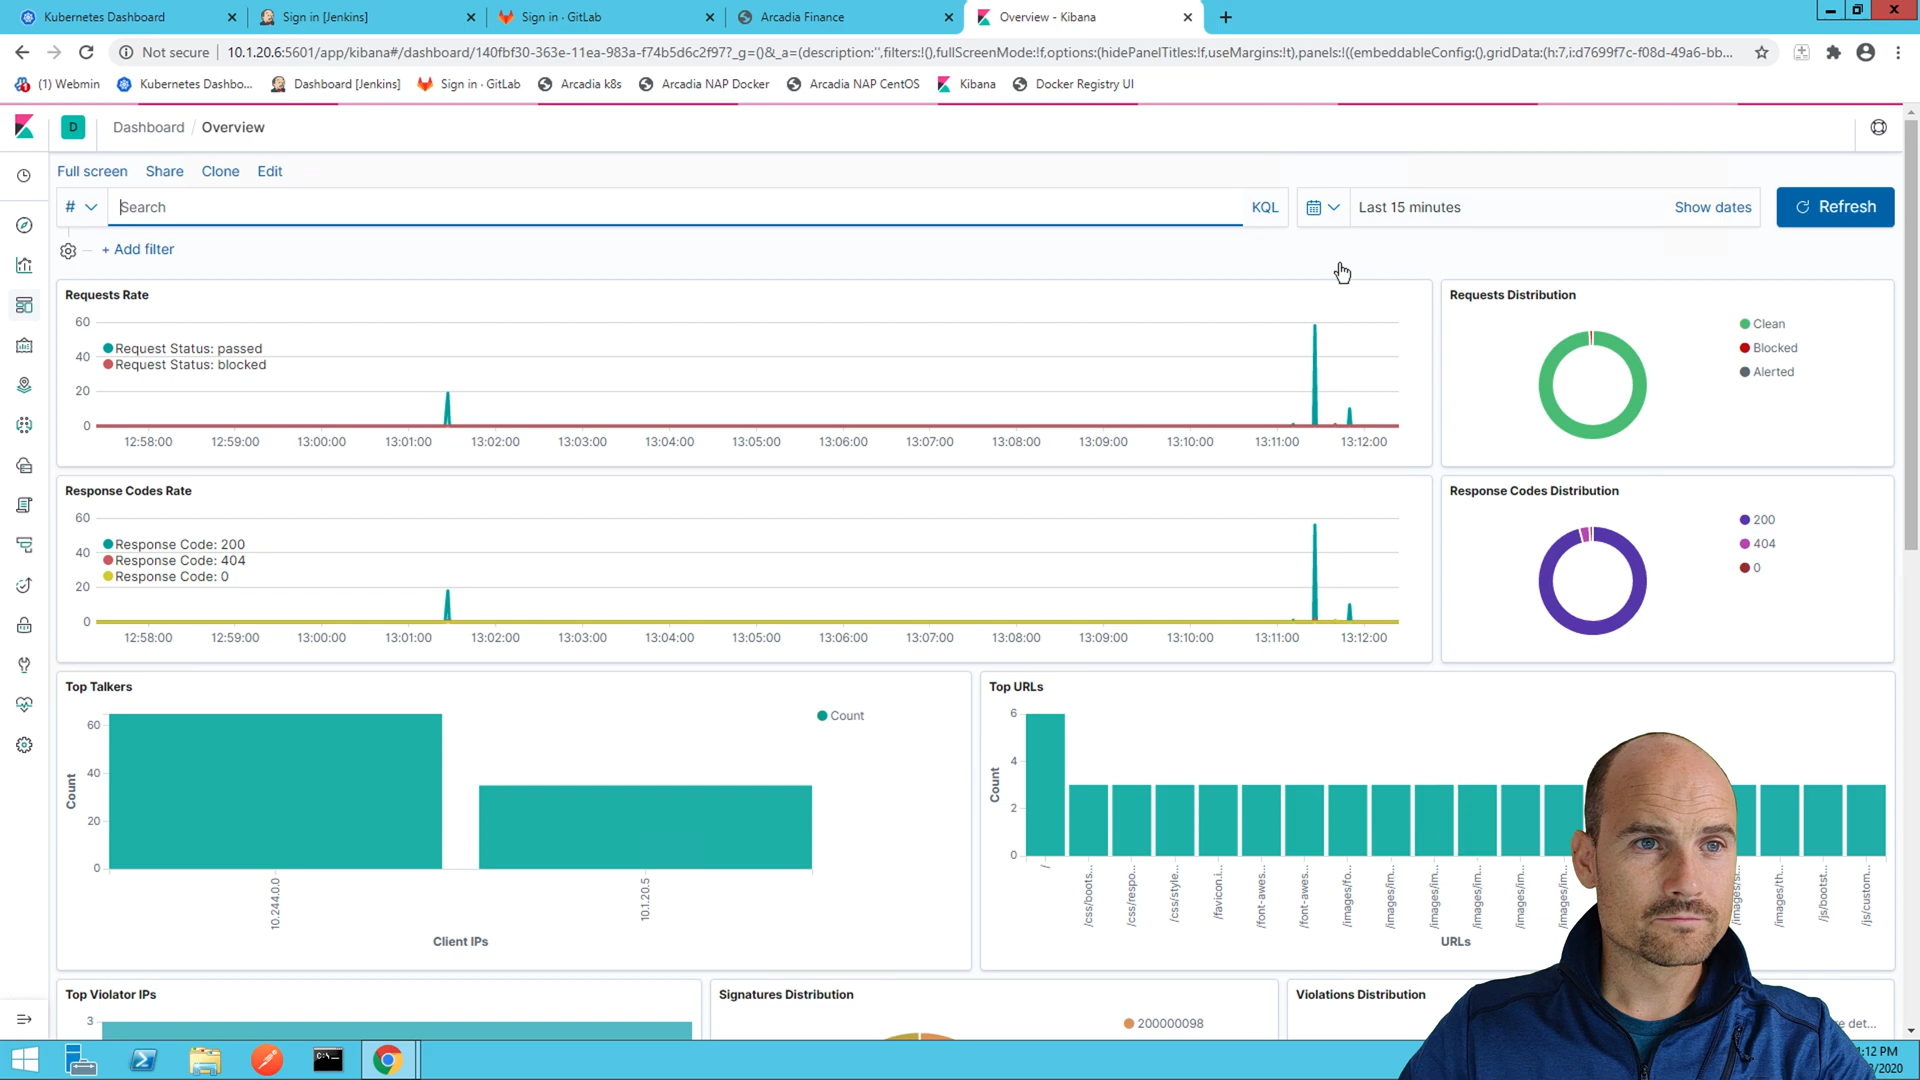 Kubernetes Dashboard
Sign in [Jenkins]
Sign in · GitLab
Arcadia Finance
Overview - Kibana
Not secure
10.1.20.6:5601/app/kibana#/dashboard/140fbf30-363e-11ea-983a-f74b5d6c2f97?_g=()&_a=(description:'',filters:!(),fullScreenMode:!f,options:(hidePanelTitles:!f,useMargins:!t),panels:!((embeddableConfig:(),gridData:(h:7,i:d7699f7c-f08d-49a6-bb...
(1) Webmin
Kubernetes Dashbo...
Dashboard [Jenkins]
Sign in · GitLab
Arcadia k8s
Arcadia NAP Docker
Arcadia NAP CentOS
Kibana
Docker Registry UI
D
Dashboard / Overview
Full screen
Share
Clone
Edit
#
Search
KQL
Last 15 minutes
Show dates
Refresh
+ Add filter
Requests Rate
60
40
20
0
Request Status: passed
Request Status: blocked
12:58:00 12:59:00 13:00:00 13:01:00 13:02:00 13:03:00 13:04:00 13:05:00 13:06:00 13:07:00 13:08:00 13:09:00 13:10:00 13:11:00 13:12:00
Requests Distribution
Clean
Blocked
Alerted
Response Codes Rate
60
40
20
0
Response Code: 200
Response Code: 404
Response Code: 0
12:58:00 12:59:00 13:00:00 13:01:00 13:02:00 13:03:00 13:04:00 13:05:00 13:06:00 13:07:00 13:08:00 13:09:00 13:10:00 13:11:00 13:12:00
Response Codes Distribution
200
404
0
Top Talkers
60
40
20
0
Count
Count
10.244.0.0
10.1.20.5
Client IPs
Top URLs
6
4
2
0
Count
/
/css/boots...
/css/respo...
/css/style...
/favicon.i...
/font-awes...
/font-awes...
/images/fo...
/images/im...
/images/im...
/images/im...
/images/im...
/images/im...
/images/th...
/js/bootst...
/js/custom...
URLs
Top Violator IPs
3
Signatures Distribution
200000098
Violations Distribution
det...
:12 PM
/2020